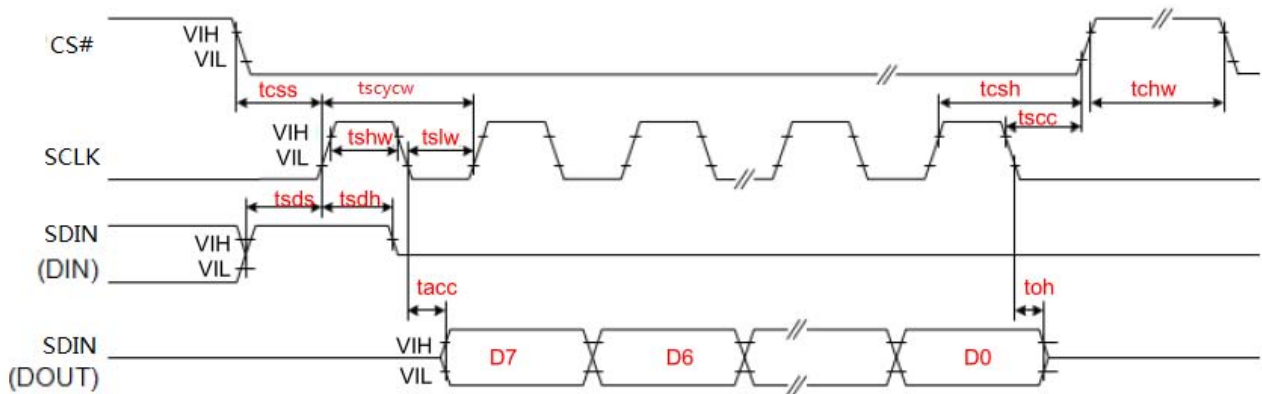 CS#
VIH
VIL
tcss
tscycw
tcsh
tchw
tscc
SCLK
VIH
VIL
tshw
tslw
tsds
tsdh
SDIN
(DIN)
VIH
VIL
tacc
toh
SDIN
(DOUT)
VIH
VIL
D7
D6
D0